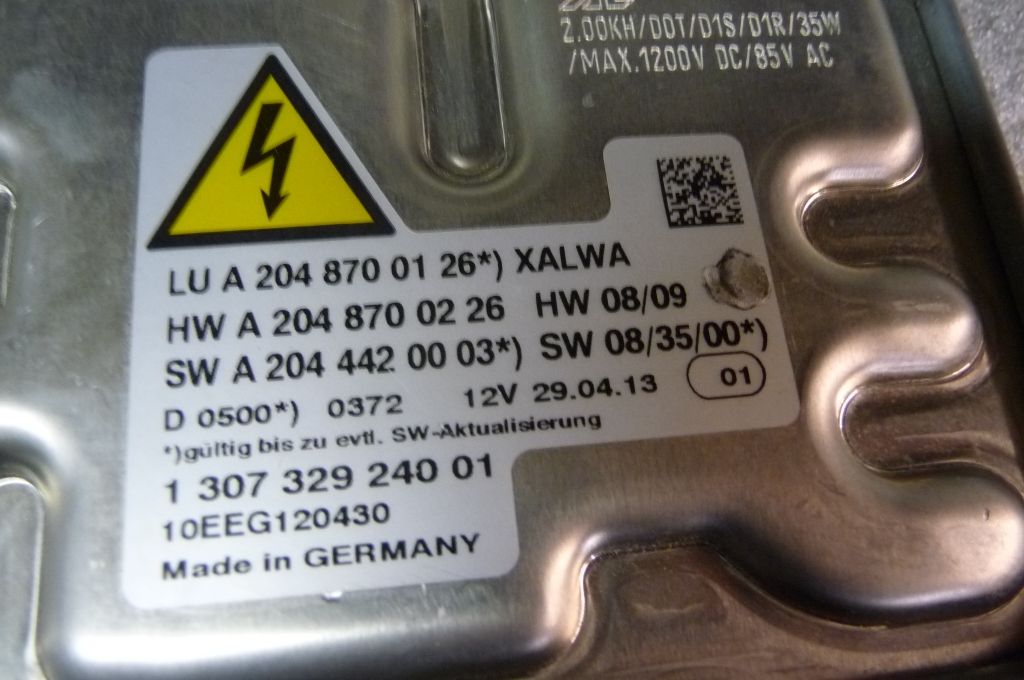 2.00KH/DOT/D1S/D1R/35W
/MAX.1200V DC/85V AC
LU A 204 870 01 26*) XALWA
HW A 204 870 02 26 HW 08/09
SW A 204 442 00 03*) SW 08/35/00*)
D 0500*) 0372 12V 29.04.13 01
*)gültig bis zu evtl. SW-Aktualisierung
1 307 329 240 01
10EEG120430
Made in GERMANY